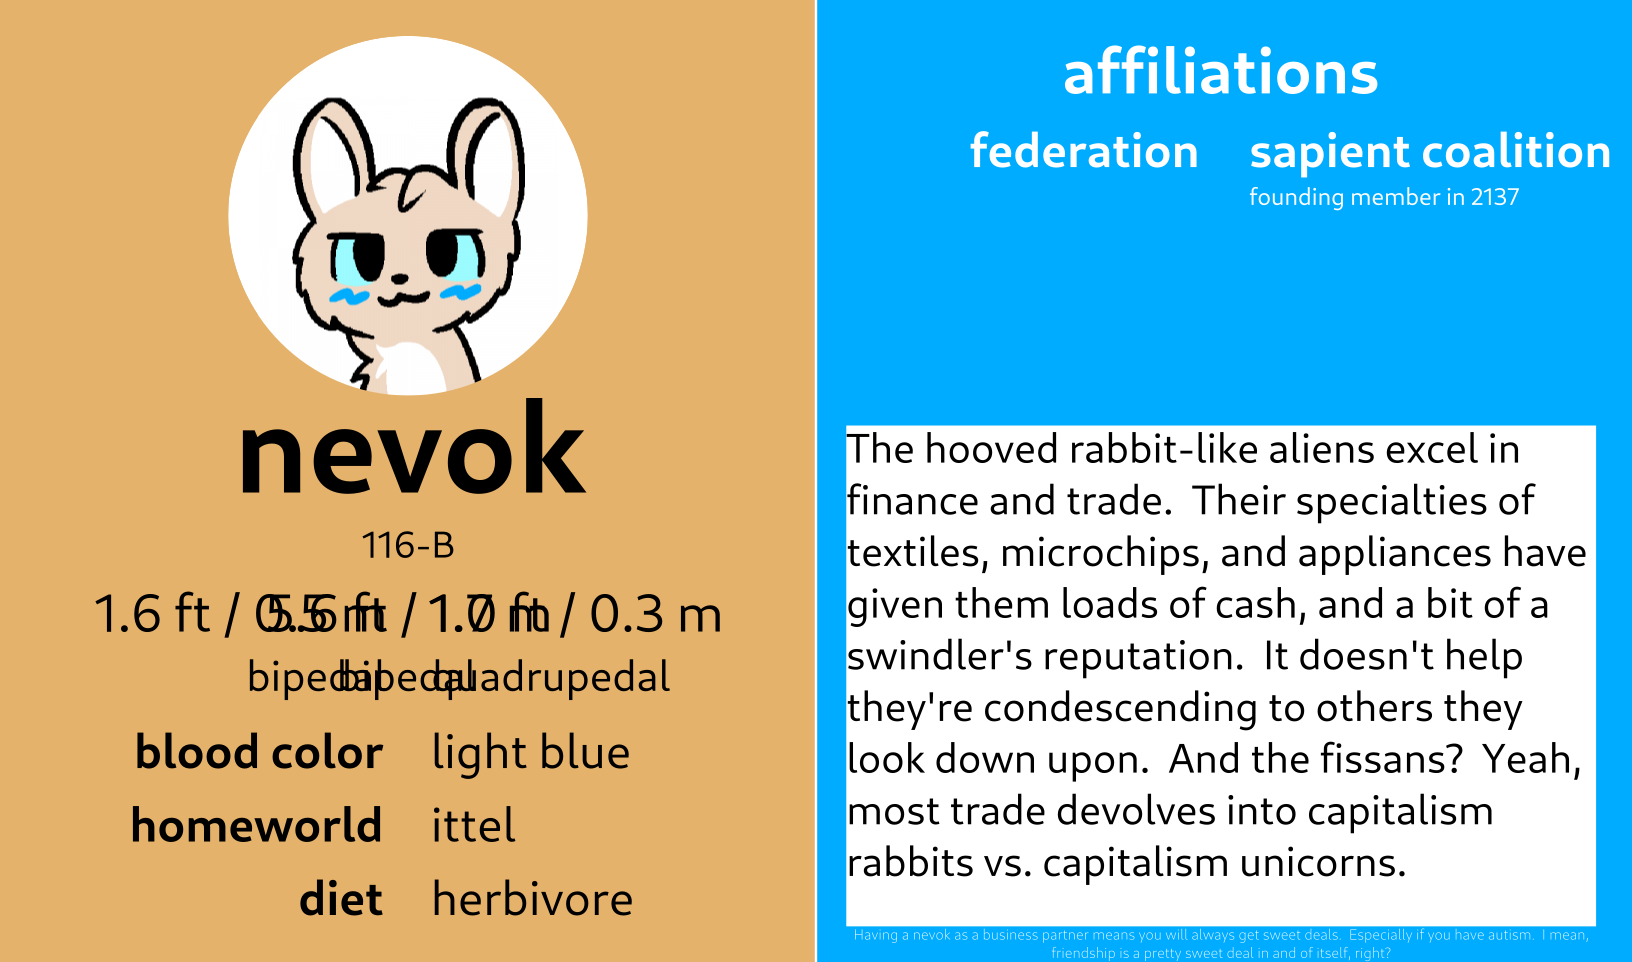 nevok
116-B
1.6 ft / 0.5 m 5.6 ft / 1.7 m 1.0 ft / 0.3 m
bipedal bipedal quadrupedal
blood color light blue
homeworld ittel
diet herbivore
affiliations
federation sapient coalition
founding member in 2137
The hooved rabbit-like aliens excel in
finance and trade.  Their specialties of
textiles, microchips, and appliances have
given them loads of cash, and a bit of a
swindler's reputation.  It doesn't help
they're condescending to others they
look down upon.  And the fissans?  Yeah,
most trade devolves into capitalism
rabbits vs. capitalism unicorns.
Having a nevok as a business partner means you will always get sweet deals.  Especially if you have autism.  I mean,
friendship is a pretty sweet deal in and of itself, right?